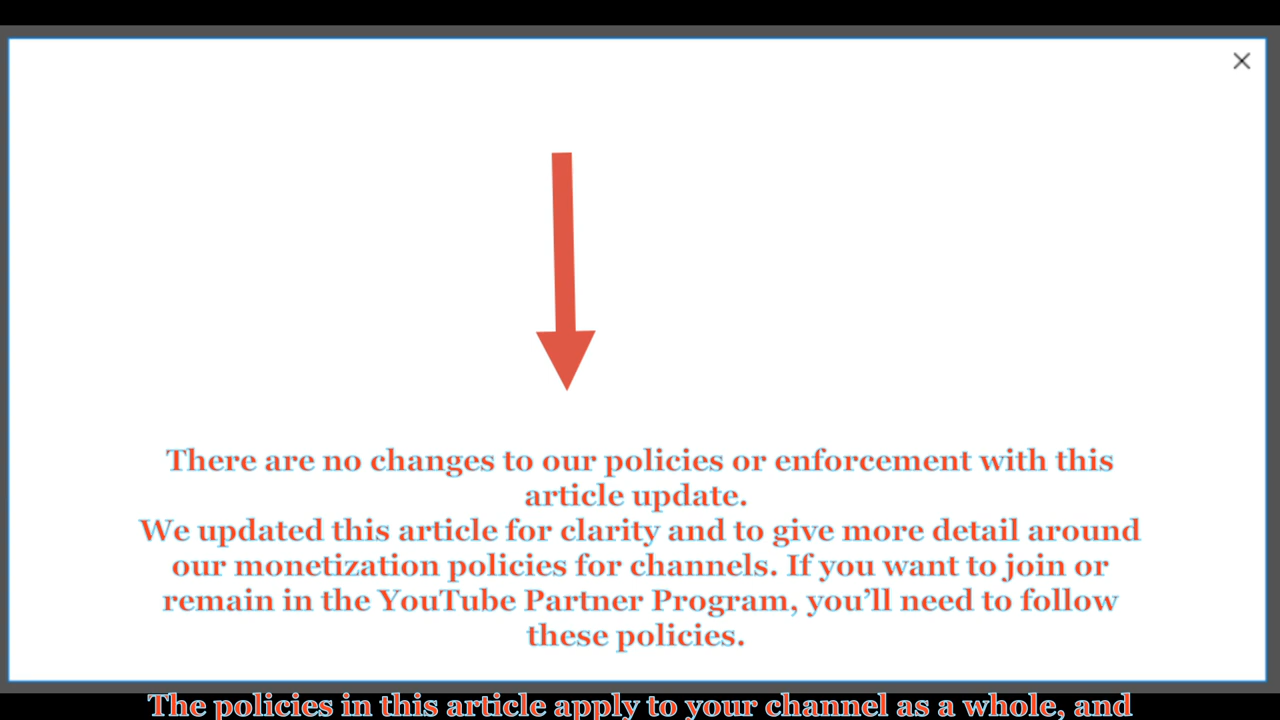 There are no changes to our policies or enforcement with this
article update.
We updated this article for clarity and to give more detail around
our monetization policies for channels. If you want to join or
remain in the YouTube Partner Program, you’ll need to follow
these policies.
The policies in this article apply to your channel as a whole, and